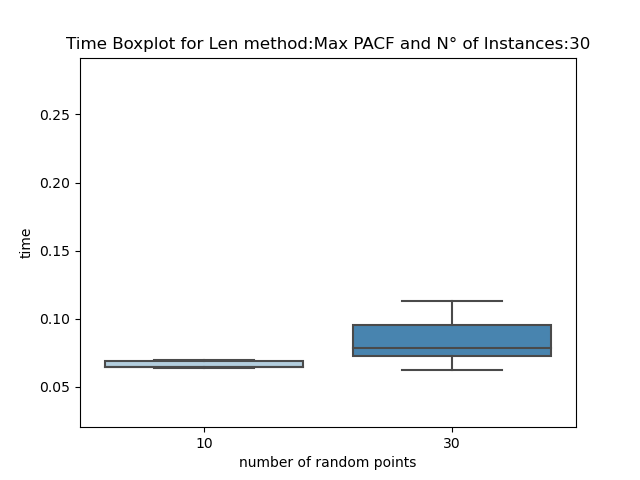 Time Boxplot for Len method:Max PACF and N° of Instances:30
0.25
0.20
0.15
0.10
0.05
time
10
30
number of random points